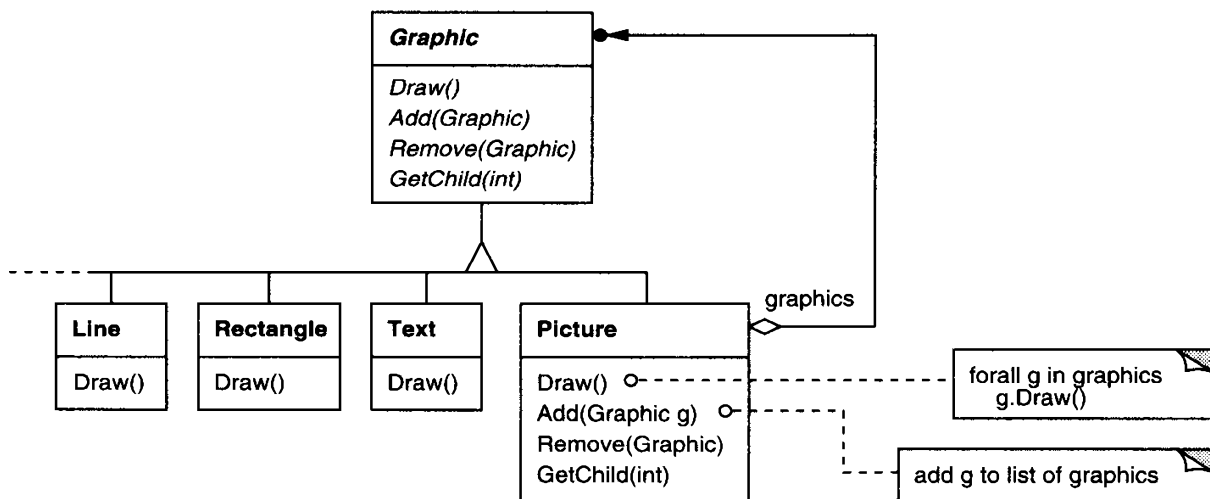 Graphic
Draw()
Add(Graphic)
Remove(Graphic)
GetChild(int)
graphics
Line
Draw()
Rectangle
Draw()
Text
Draw()
Picture
Draw()
Add(Graphic g)
Remove(Graphic)
GetChild(int)
forall g in graphics
g.Draw()
add g to list of graphics